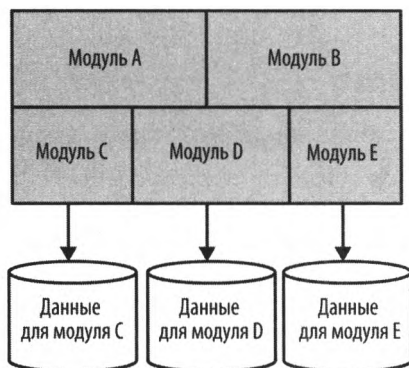 Модуль A
Модуль B
Модуль C
Модуль D
Модуль E
Данные
для модуля C
Данные
для модуля D
Данные
для модуля E